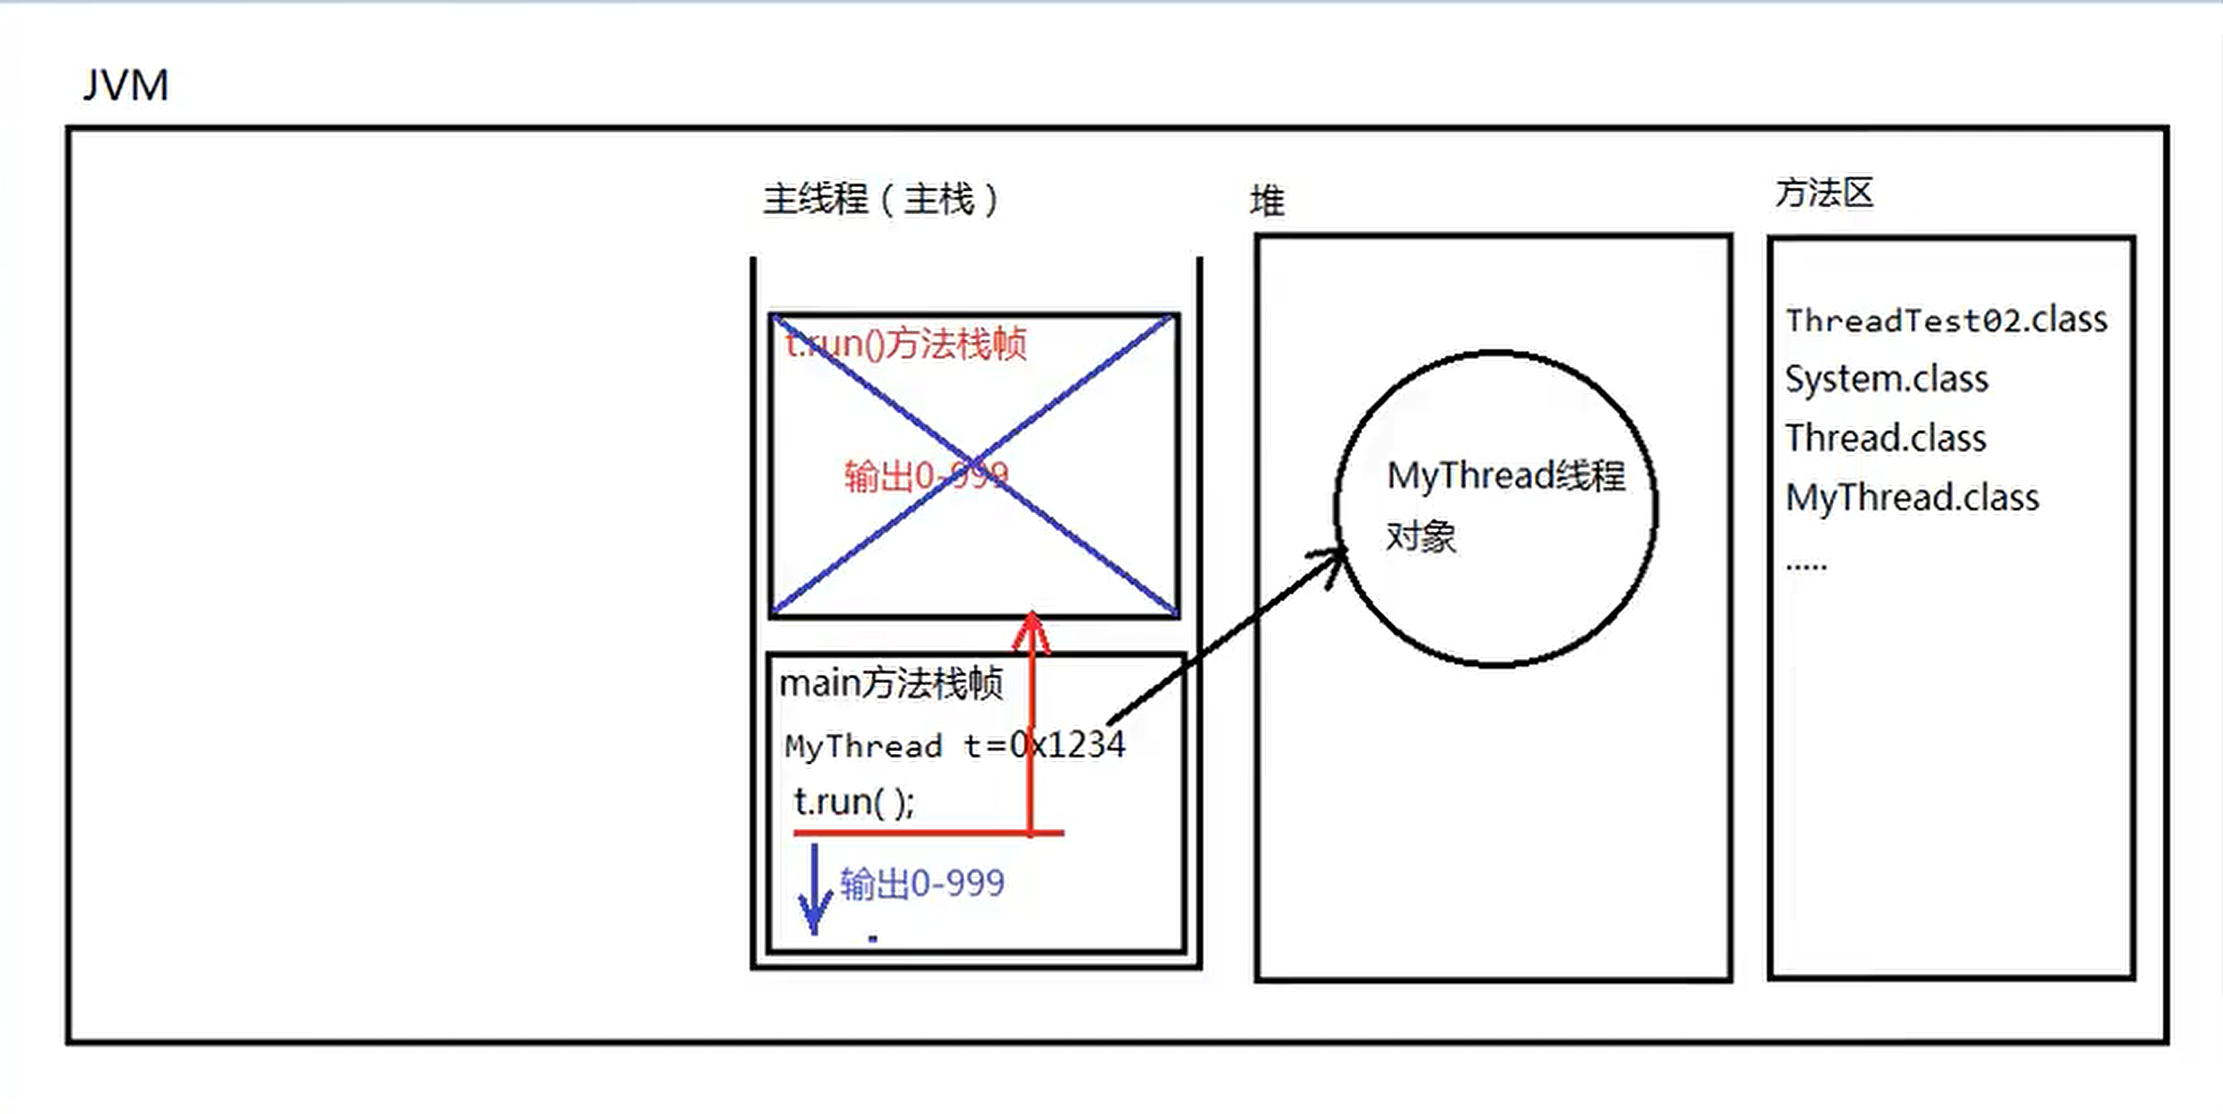 JVM
主线程（主栈）
t.run()方法栈帧
输出0-999
main方法栈帧
MyThread t=0x1234
t.run( );
输出0-999
堆
MyThread线程
对象
方法区
ThreadTest02.class
System.class
Thread.class
MyThread.class
.....